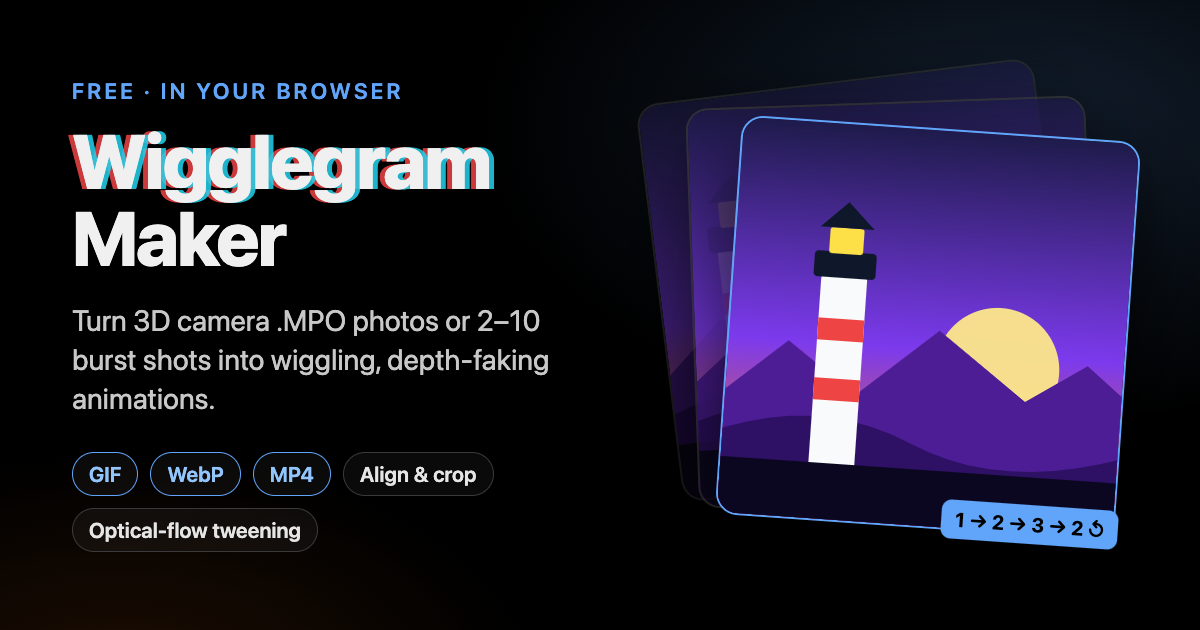 FREE · IN YOUR BROWSER
Wigglegram
Maker
Turn 3D camera .MPO photos or 2–10
burst shots into wiggling, depth-faking
animations.
GIF WebP MP4 Align & crop
Optical-flow tweening
1 → 2 → 3 → 2 ↺